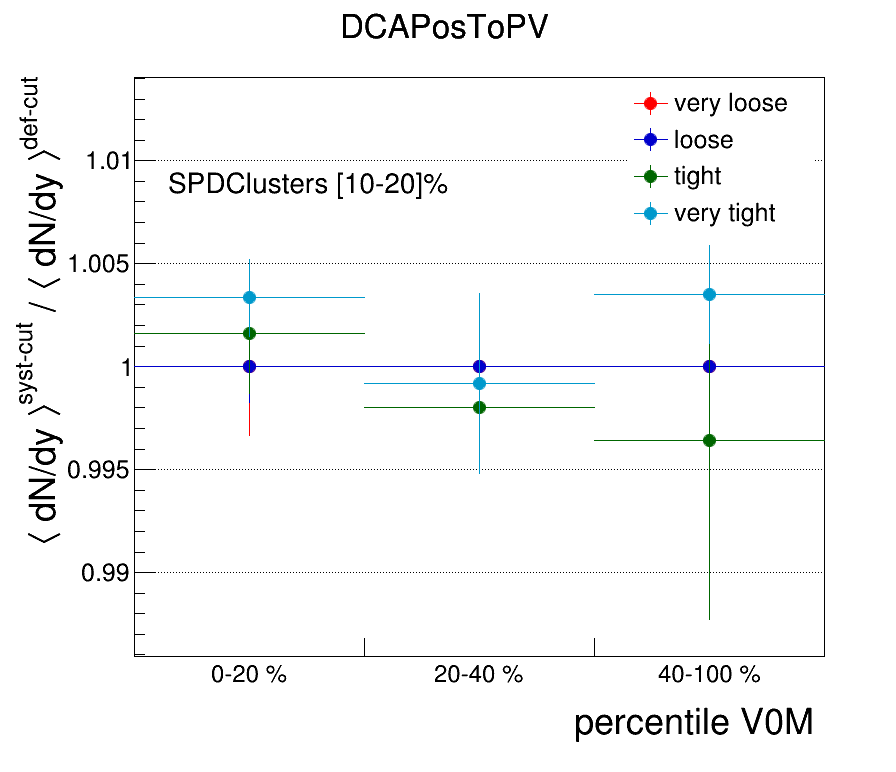 DCAPosToPV
⟨ dN/dy ⟩^syst-cut / ⟨ dN/dy ⟩^def-cut
very loose
loose
tight
very tight
SPDClusters [10-20]%
1.01
1.005
1
0.995
0.99
0-20 % 20-40 % 40-100 %
percentile V0M